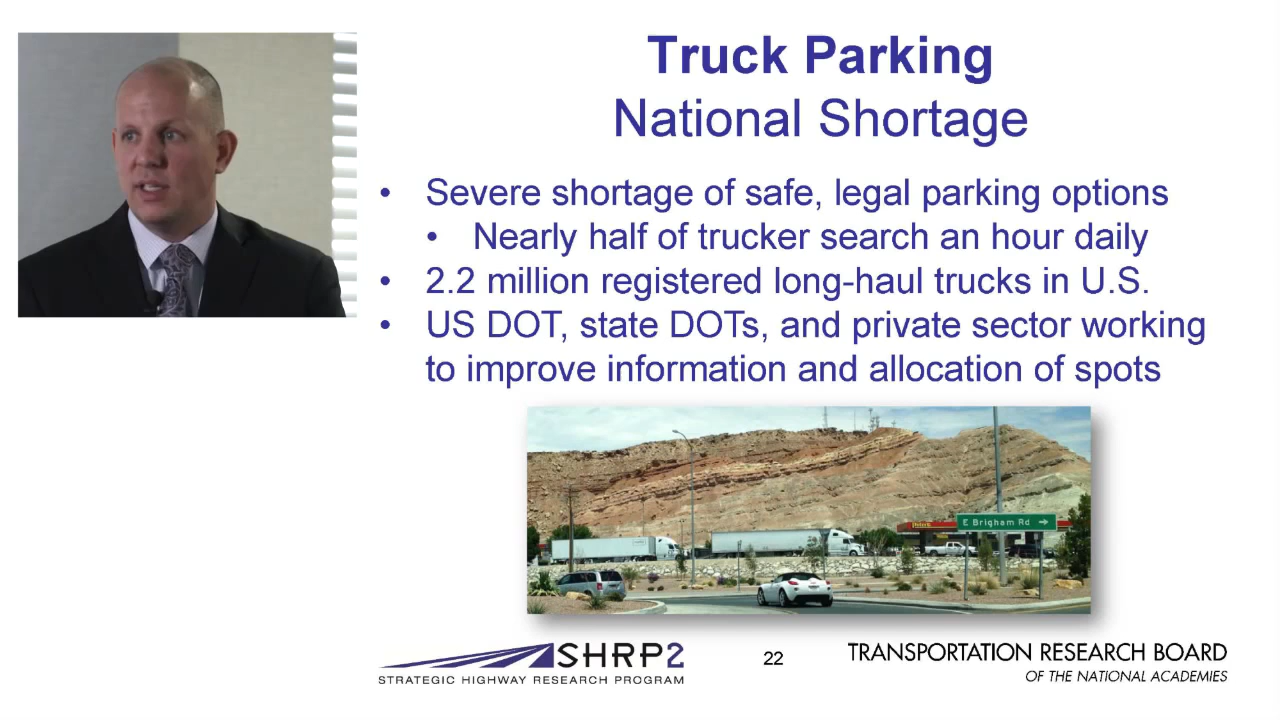 Truck Parking
National Shortage
• Severe shortage of safe, legal parking options
• Nearly half of trucker search an hour daily
• 2.2 million registered long-haul trucks in U.S.
• US DOT, state DOTs, and private sector working
to improve information and allocation of spots
E Brigham Rd →
SHRP2
STRATEGIC HIGHWAY RESEARCH PROGRAM
22
TRANSPORTATION RESEARCH BOARD
OF THE NATIONAL ACADEMIES